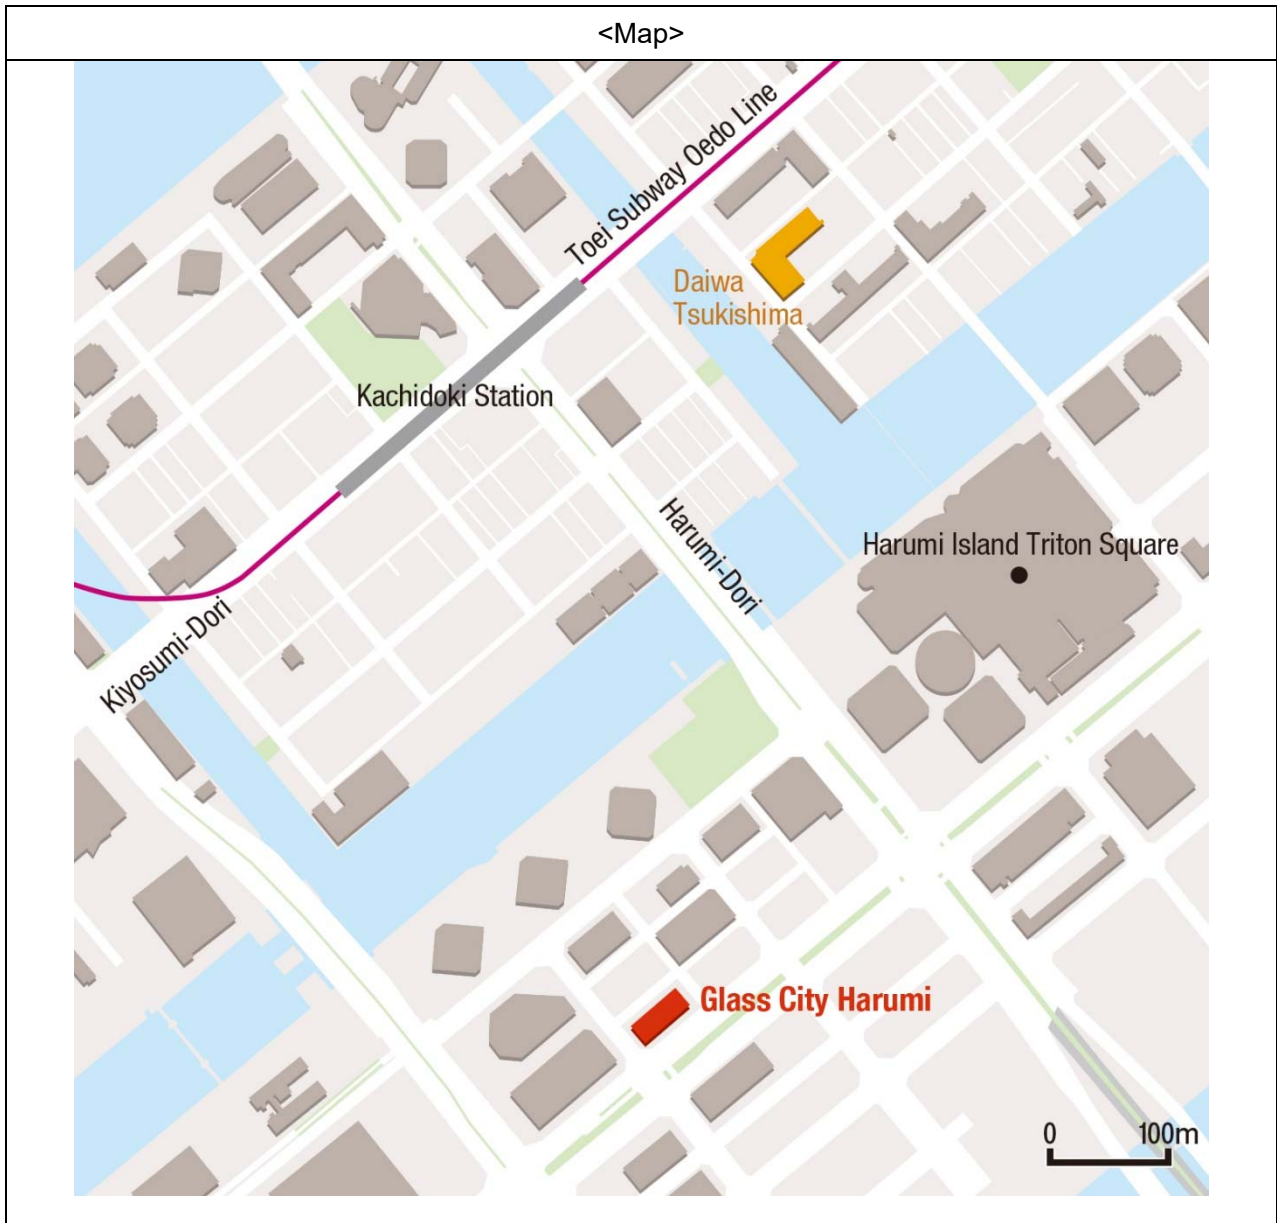 <Map>
Toei Subway Oedo Line
Daiwa
Tsukishima
Kachidoki Station
Harumi-Dori
Harumi Island Triton Square
Kiyosumi-Dori
Glass City Harumi
0 100m